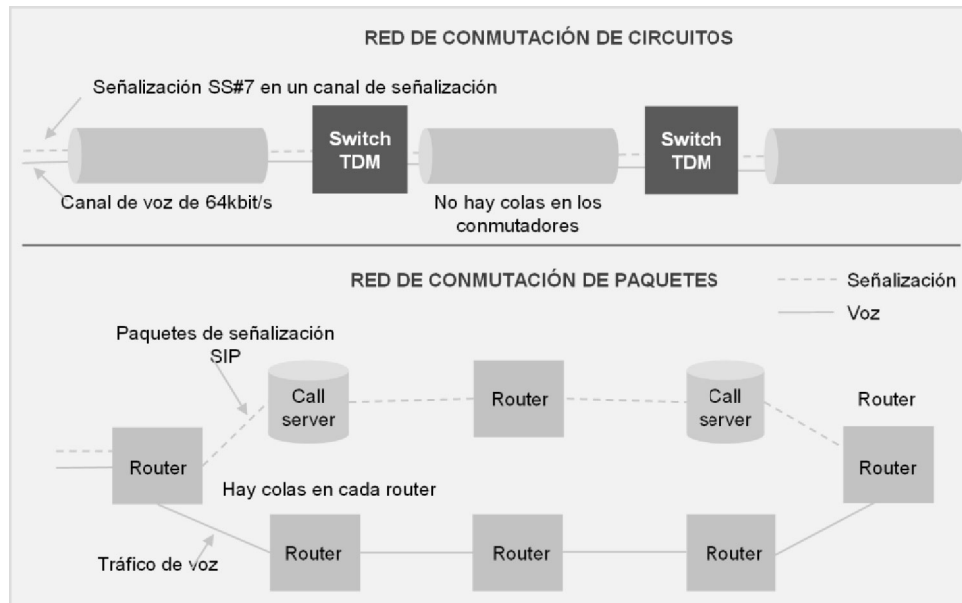 RED DE CONMUTACIÓN DE CIRCUITOS
Señalización SS#7 en un canal de señalización
Switch
TDM
Switch
TDM
Canal de voz de 64kbit/s
No hay colas en los
conmutadores
RED DE CONMUTACIÓN DE PAQUETES
Señalización
Voz
Paquetes de señalización
SIP
Call
server
Router
Call
server
Router
Router
Router
Hay colas en cada router
Router
Router
Router
Tráfico de voz